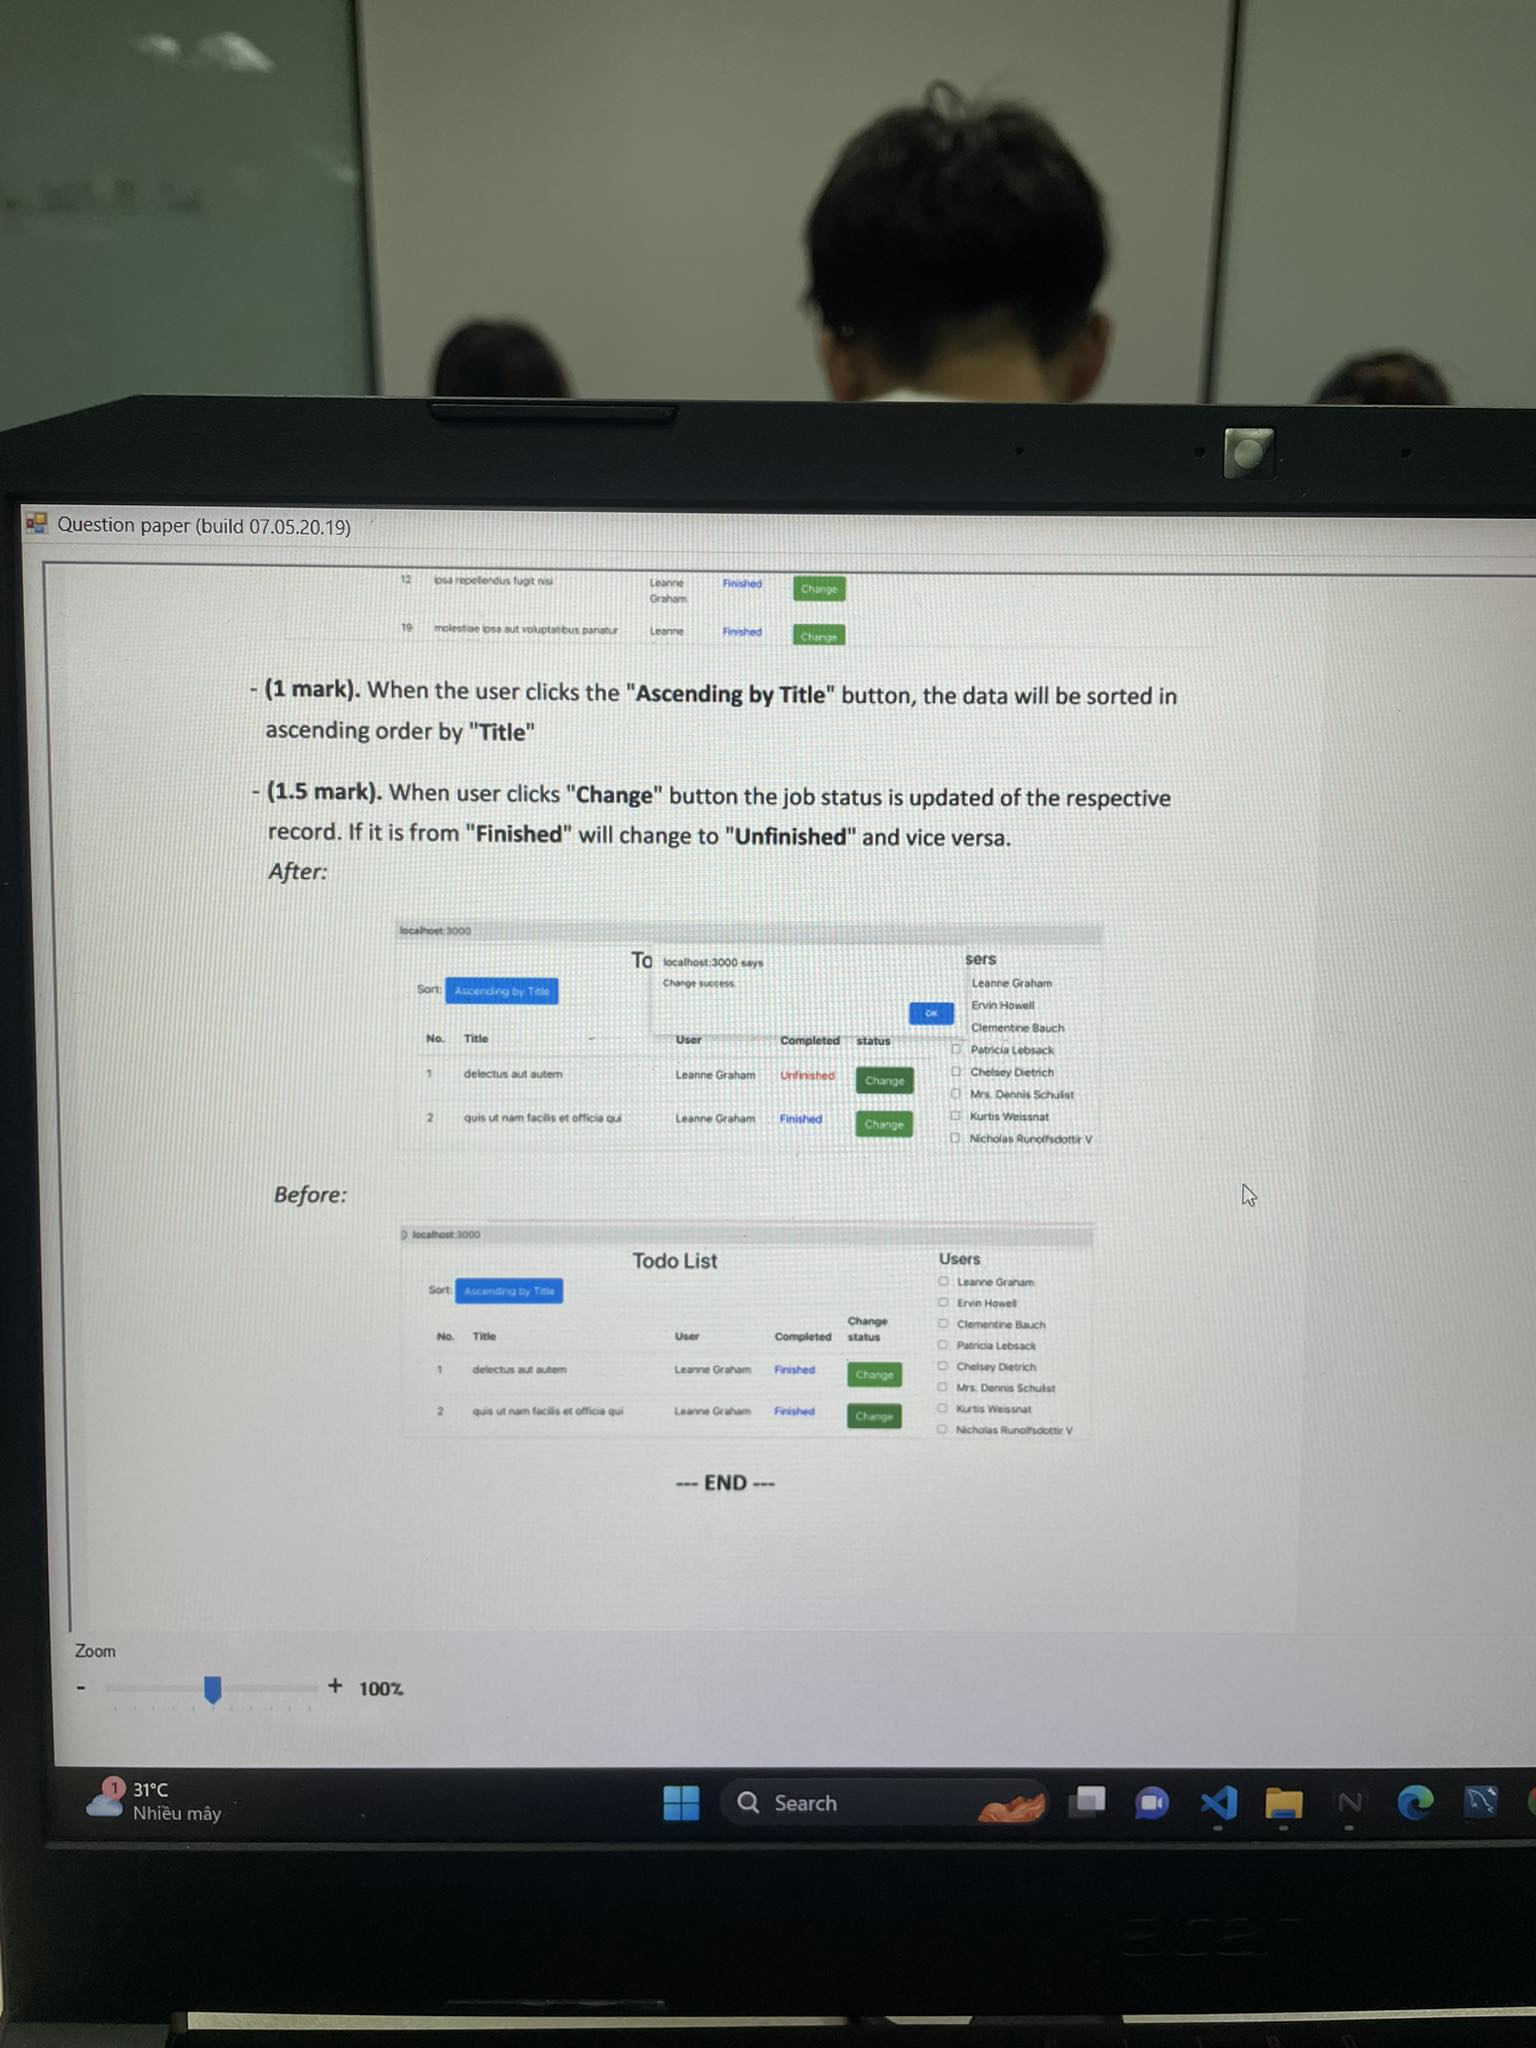 Question paper (build 07.05.20.19)
12 ipsa repellendus fugit nisi Leanne Graham Finished Change
19 molestiae ipsa aut voluptatibus pariatur Leanne Finished Change
- (1 mark). When the user clicks the "Ascending by Title" button, the data will be sorted in
ascending order by "Title"
- (1.5 mark). When user clicks "Change" button the job status is updated of the respective
record. If it is from "Finished" will change to "Unfinished" and vice versa.
After:
localhost:3000
To
localhost:3000 says
Change success
OK
Sort: Ascending by Title
No. Title User Completed status
1 delectus aut autem Leanne Graham Unfinished Change
2 quis ut nam facilis et officia qui Leanne Graham Finished Change
sers
Leanne Graham
Ervin Howell
Clementine Bauch
Patricia Lebsack
Chelsey Dietrich
Mrs. Dennis Schulist
Kurtis Weissnat
Nicholas Runolfsdottir V
Before:
localhost:3000
Todo List
Sort: Ascending by Title
No. Title User Completed Change status
1 delectus aut autem Leanne Graham Finished Change
2 quis ut nam facilis et officia qui Leanne Graham Finished Change
Users
Leanne Graham
Ervin Howell
Clementine Bauch
Patricia Lebsack
Chelsey Dietrich
Mrs. Dennis Schulist
Kurtis Weissnat
Nicholas Runolfsdottir V
--- END ---
Zoom
- + 100%
1 31°C
Nhiều mây
Search
acer